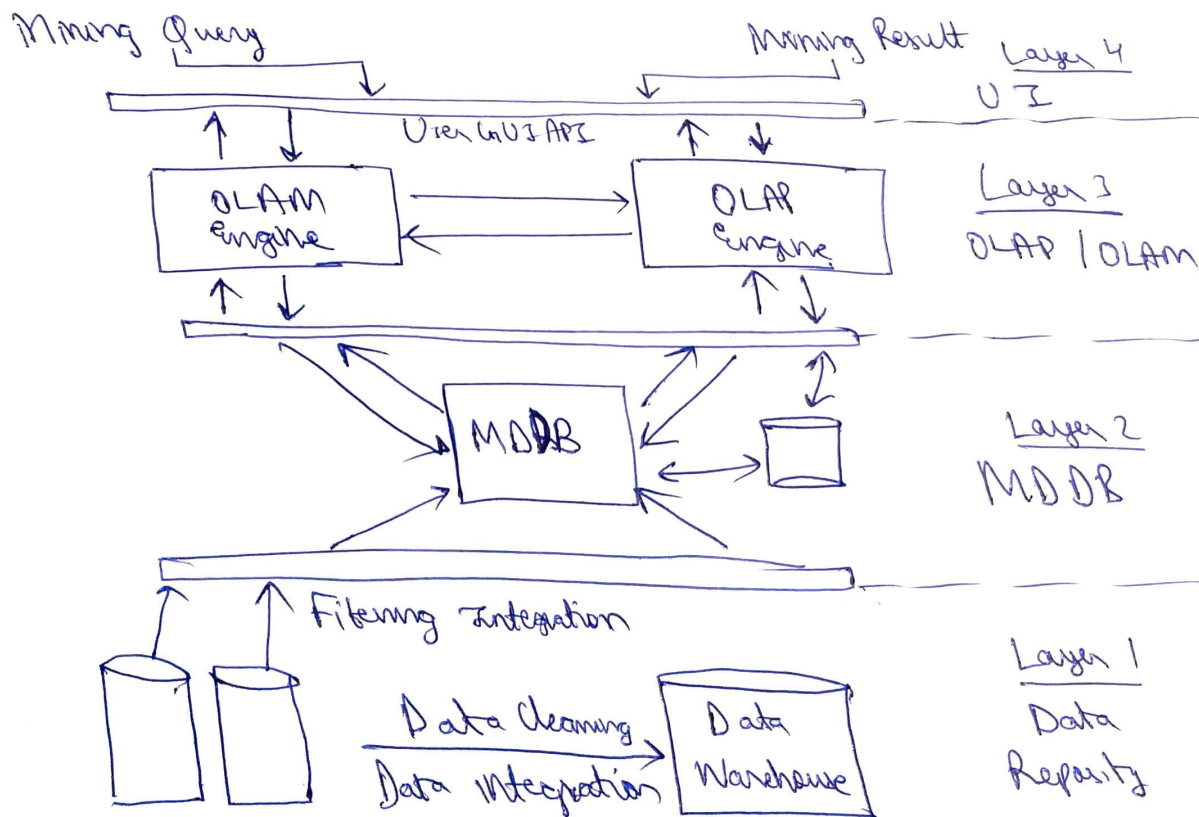 Mining Query
Mining Result
Layer 4
UI
User GUI API
OLAM
Engine
OLAP
Engine
Layer 3
OLAP / OLAM
MDDB
Layer 2
MDDB
Fitering Integration
Layer 1
Data
Reposity
Data Cleaning
Data Integration
Data
Warehouse